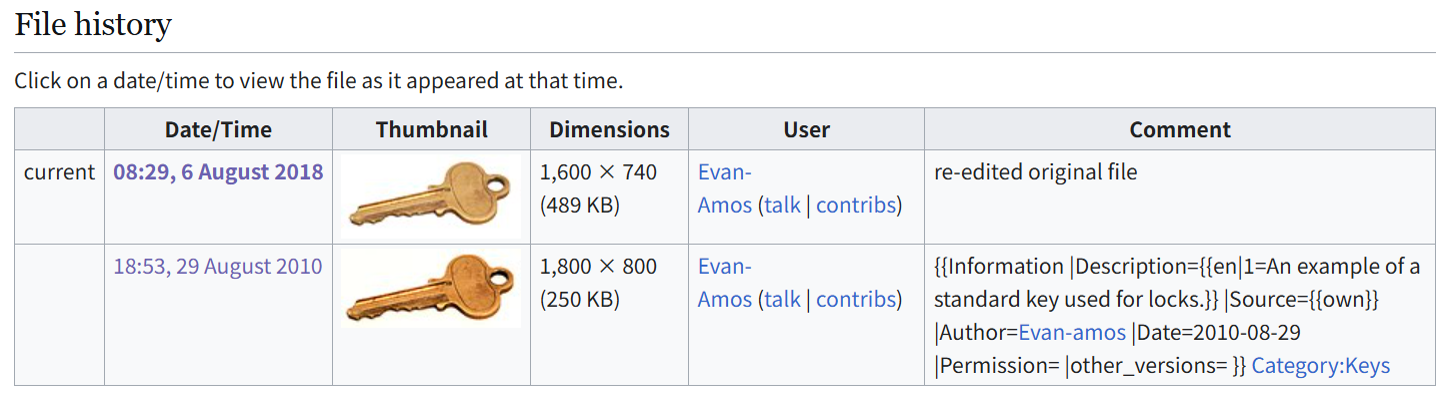 File history
Click on a date/time to view the file as it appeared at that time.
Date/Time Thumbnail Dimensions User Comment
current 08:29, 6 August 2018 1,600 × 740 Evan- re-edited original file
(489 KB) Amos (talk | contribs)
18:53, 29 August 2010 1,800 × 800 Evan- {{Information |Description={{en|1=An example of a
(250 KB) Amos (talk | contribs) standard key used for locks.}} |Source={{own}}
|Author=Evan-amos |Date=2010-08-29
|Permission= |other_versions= }} Category:Keys